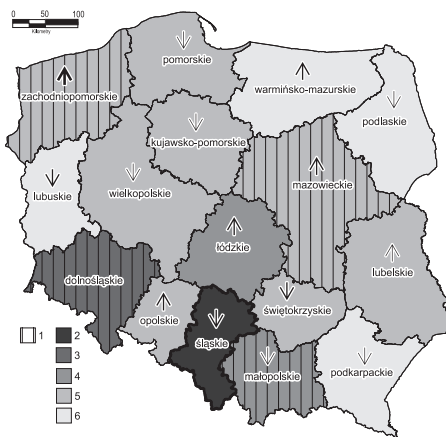 0 50 100
Kilometry
pomorskie
warmińsko-mazurskie
zachodniopomorskie
podlaskie
kujawsko-pomorskie
mazowieckie
lubuskie
wielkopolskie
łódzkie
lubelskie
dolnośląskie
opolskie
świętokrzyskie
śląskie
małopolskie
podkarpackie
1
2
3
4
5
6